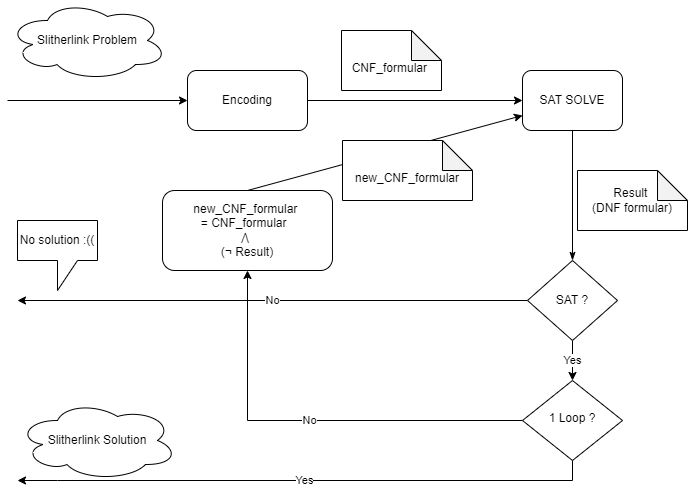 Slitherlink Problem
CNF_formular
Encoding
SAT SOLVE
new_CNF_formular
Result
(DNF formular)
new_CNF_formular
= CNF_formular
/\
(¬ Result)
No solution :((
No
SAT ?
Yes
1 Loop ?
No
Slitherlink Solution
Yes